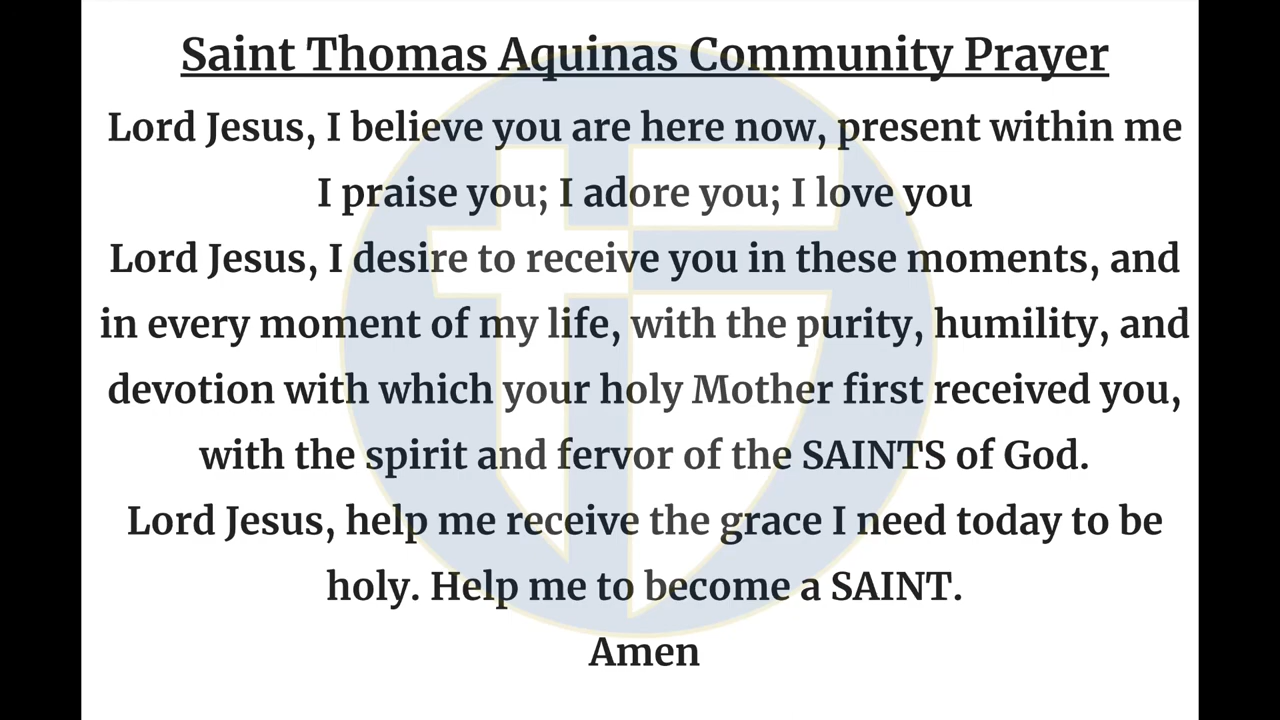 Saint Thomas Aquinas Community Prayer
Lord Jesus, I believe you are here now, present within me
I praise you; I adore you; I love you
Lord Jesus, I desire to receive you in these moments, and
in every moment of my life, with the purity, humility, and
devotion with which your holy Mother first received you,
with the spirit and fervor of the SAINTS of God.
Lord Jesus, help me receive the grace I need today to be
holy. Help me to become a SAINT.
Amen